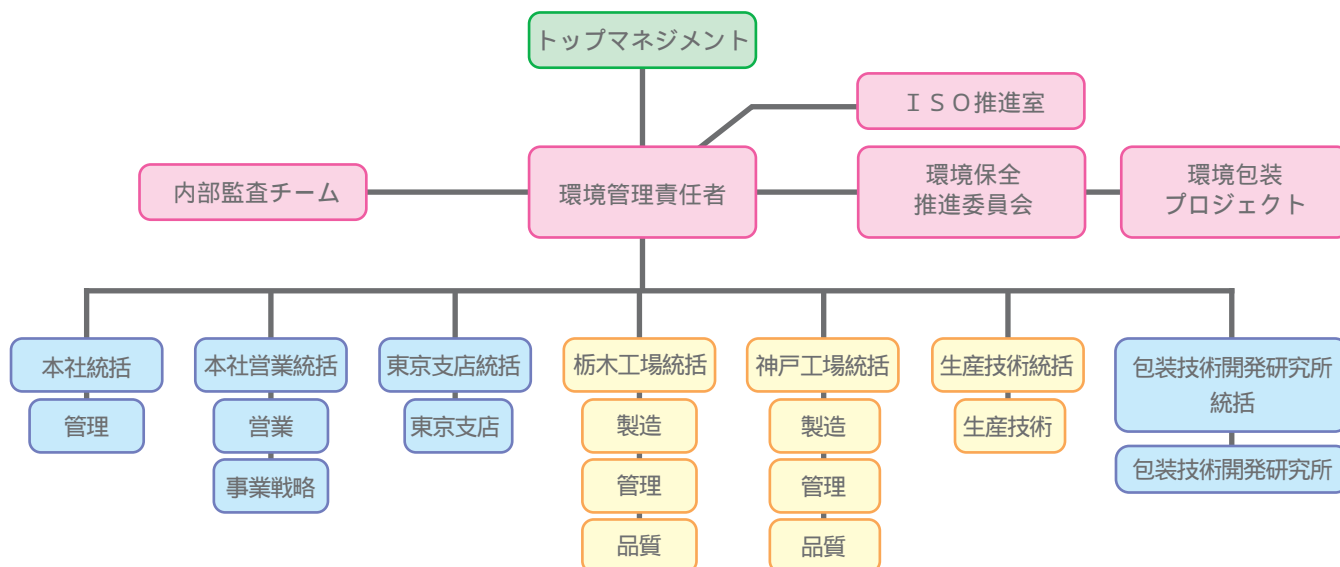 トップマネジメント
ＩＳＯ推進室
内部監査チーム
環境管理責任者
環境保全
推進委員会
環境包装
プロジェクト
本社統括
管理
本社営業統括
営業
事業戦略
東京支店統括
東京支店
栃木工場統括
製造
管理
品質
神戸工場統括
製造
管理
品質
生産技術統括
生産技術
包装技術開発研究所
統括
包装技術開発研究所